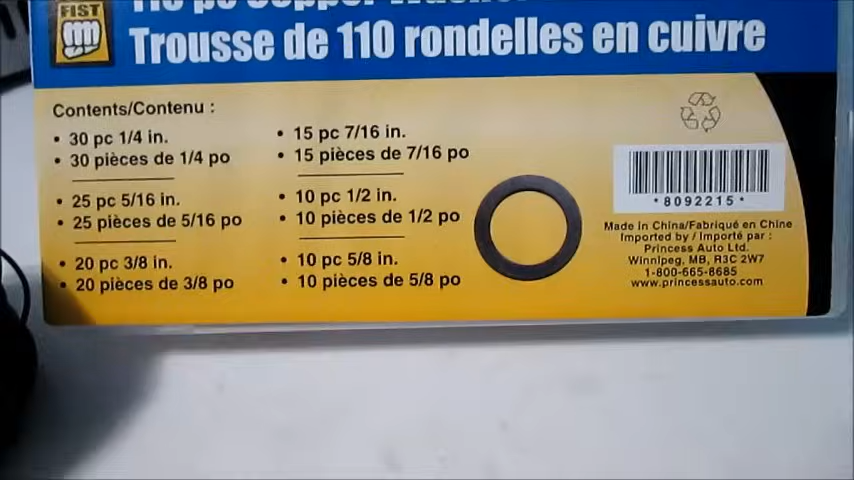 FIST
110 pc Copper Washer
Trousse de 110 rondelles en cuivre
Contents/Contenu :
• 30 pc 1/4 in.
• 30 pièces de 1/4 po
• 25 pc 5/16 in.
• 25 pièces de 5/16 po
• 20 pc 3/8 in.
• 20 pièces de 3/8 po
• 15 pc 7/16 in.
• 15 pièces de 7/16 po
• 10 pc 1/2 in.
• 10 pièces de 1/2 po
• 10 pc 5/8 in.
• 10 pièces de 5/8 po
•8092215•
Made in China/Fabriqué en Chine
Imported by / Importé par :
Princess Auto Ltd.
Winnipeg, MB, R3C 2W7
1-800-665-8685
www.princessauto.com